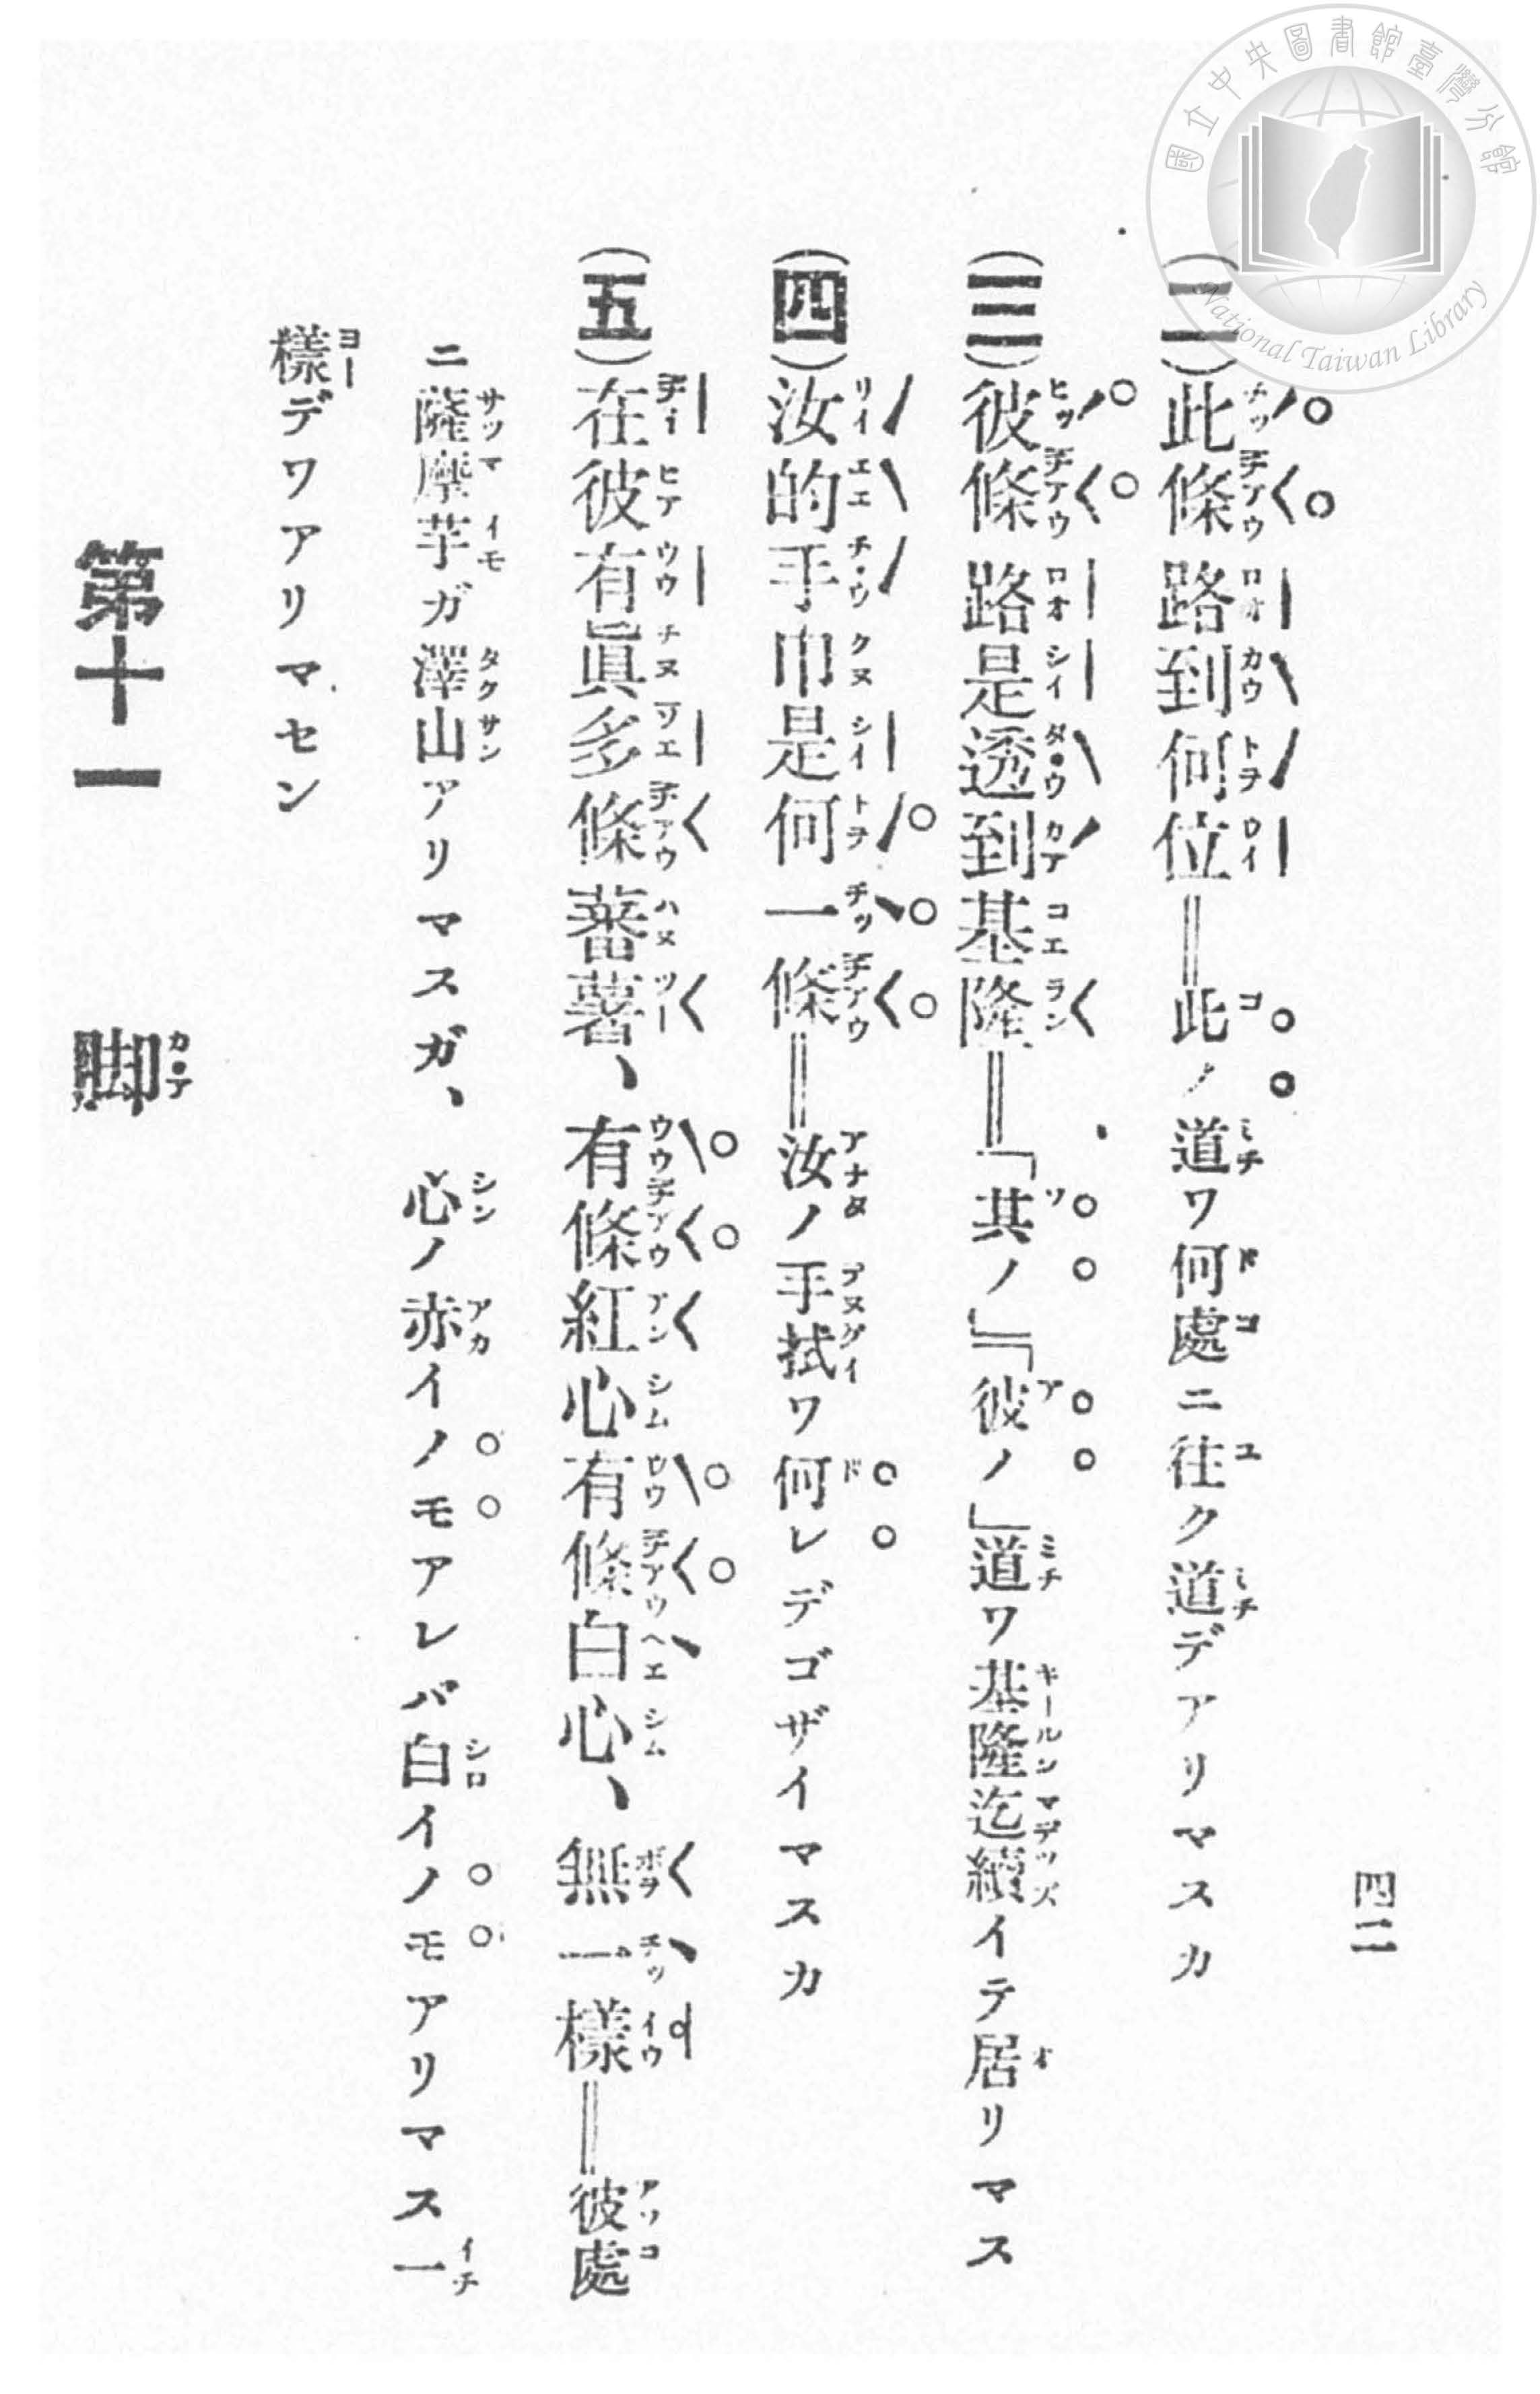 國立中央圖書館臺灣分館
National Taiwan Library
四二
(二)此條路到何位‖此ノ道ワ何處ニ往ク道デアリマスカ
(三)彼條路是透到基隆‖「其ノ」「彼ノ」道ワ基隆迄續イテ居リマス
(四)汝的手巾是何一條‖汝ノ手拭ワ何レデゴザイマスカ
(五)在彼有眞多條蕃薯、有條紅心有條白心、無一樣‖彼處
ニ薩摩芋ガ澤山アリマスガ、心ノ赤イノモアレバ白イノモアリマス一
樣デワアリマセン
第十一 脚